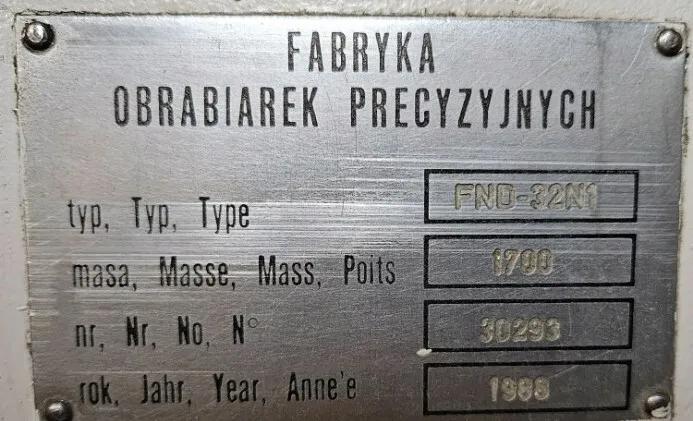 FABRYKA
OBRABIAREK PRECYZYJNYCH
typ, Typ, Type FND-32N1
masa, Masse, Mass, Poits 1700
nr, Nr, No, N° 30293
rok, Jahr, Year, Anne'e 1988